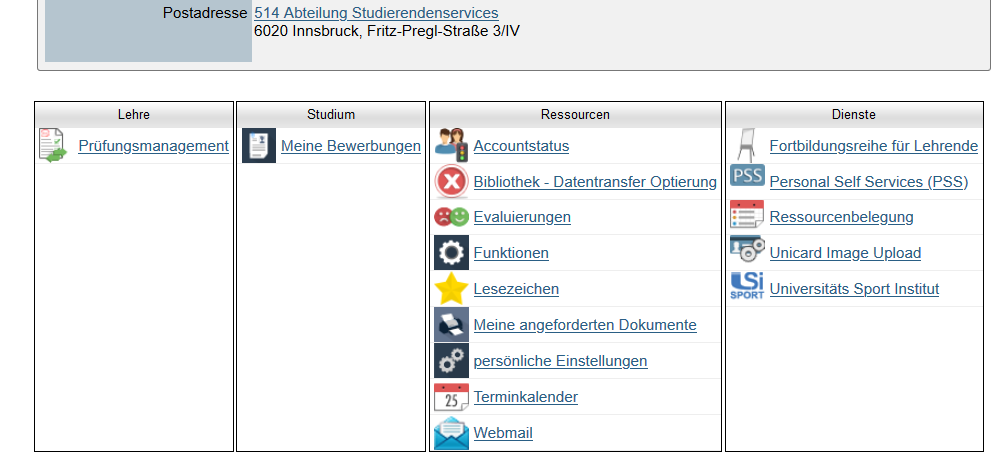 Postadresse 514 Abteilung Studierendenservices
6020 Innsbruck, Fritz-Pregl-Straße 3/IV
Lehre
Prüfungsmanagement
Studium
Meine Bewerbungen
Ressourcen
Accountstatus
Bibliothek - Datentransfer Optierung
Evaluierungen
Funktionen
Lesezeichen
Meine angeforderten Dokumente
persönliche Einstellungen
25
Terminkalender
Webmail
Dienste
Fortbildungsreihe für Lehrende
PSS
Personal Self Services (PSS)
Ressourcenbelegung
Unicard Image Upload
USI
SPORT
Universitäts Sport Institut